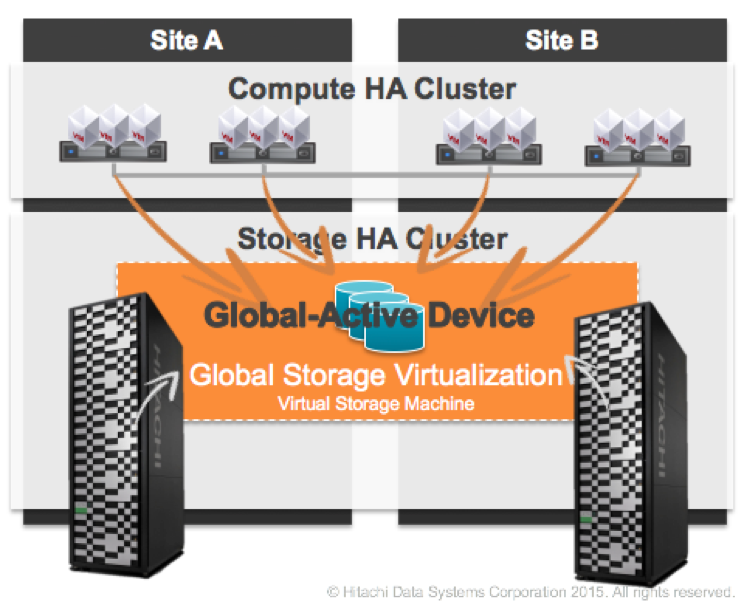 Site A
Site B
Compute HA Cluster
VM VM VM
VM VM VM
VM VM VM
VM VM VM
Storage HA Cluster
Global-Active Device
Global Storage Virtualization
Virtual Storage Machine
HITACHI
HITACHI
© Hitachi Data Systems Corporation 2015. All rights reserved.